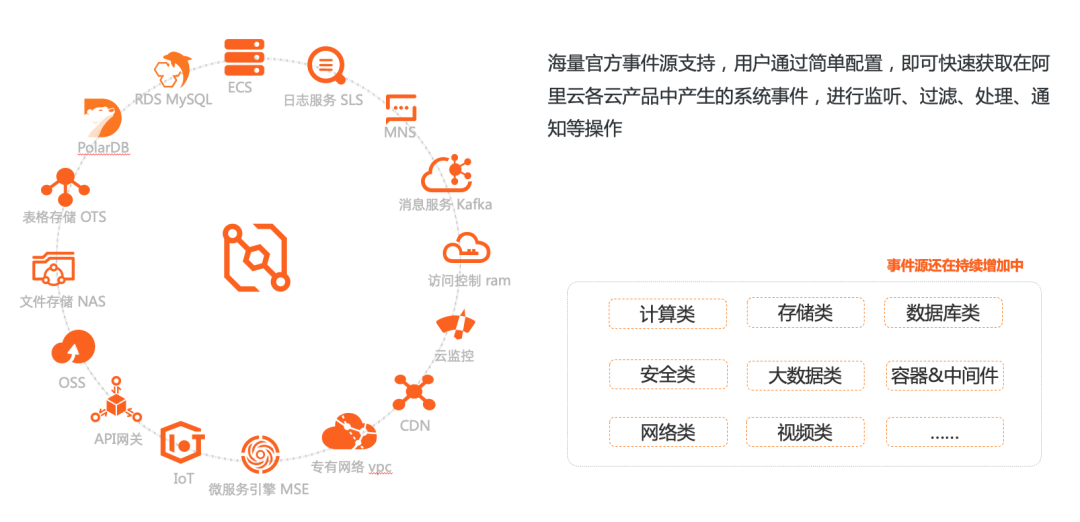 ECS
RDS MySQL
日志服务 SLS
PolarDB
MNS
表格存储 OTS
消息服务 Kafka
文件存储 NAS
访问控制 ram
OSS
云监控
API网关
CDN
IoT
IoT
专有网络 vpc
微服务引擎 MSE
海量官方事件源支持，用户通过简单配置，即可快速获取在阿
里云各云产品中产生的系统事件，进行监听、过滤、处理、通
知等操作
事件源还在持续增加中
计算类 存储类 数据库类
安全类 大数据类 容器&中间件
网络类 视频类 ……